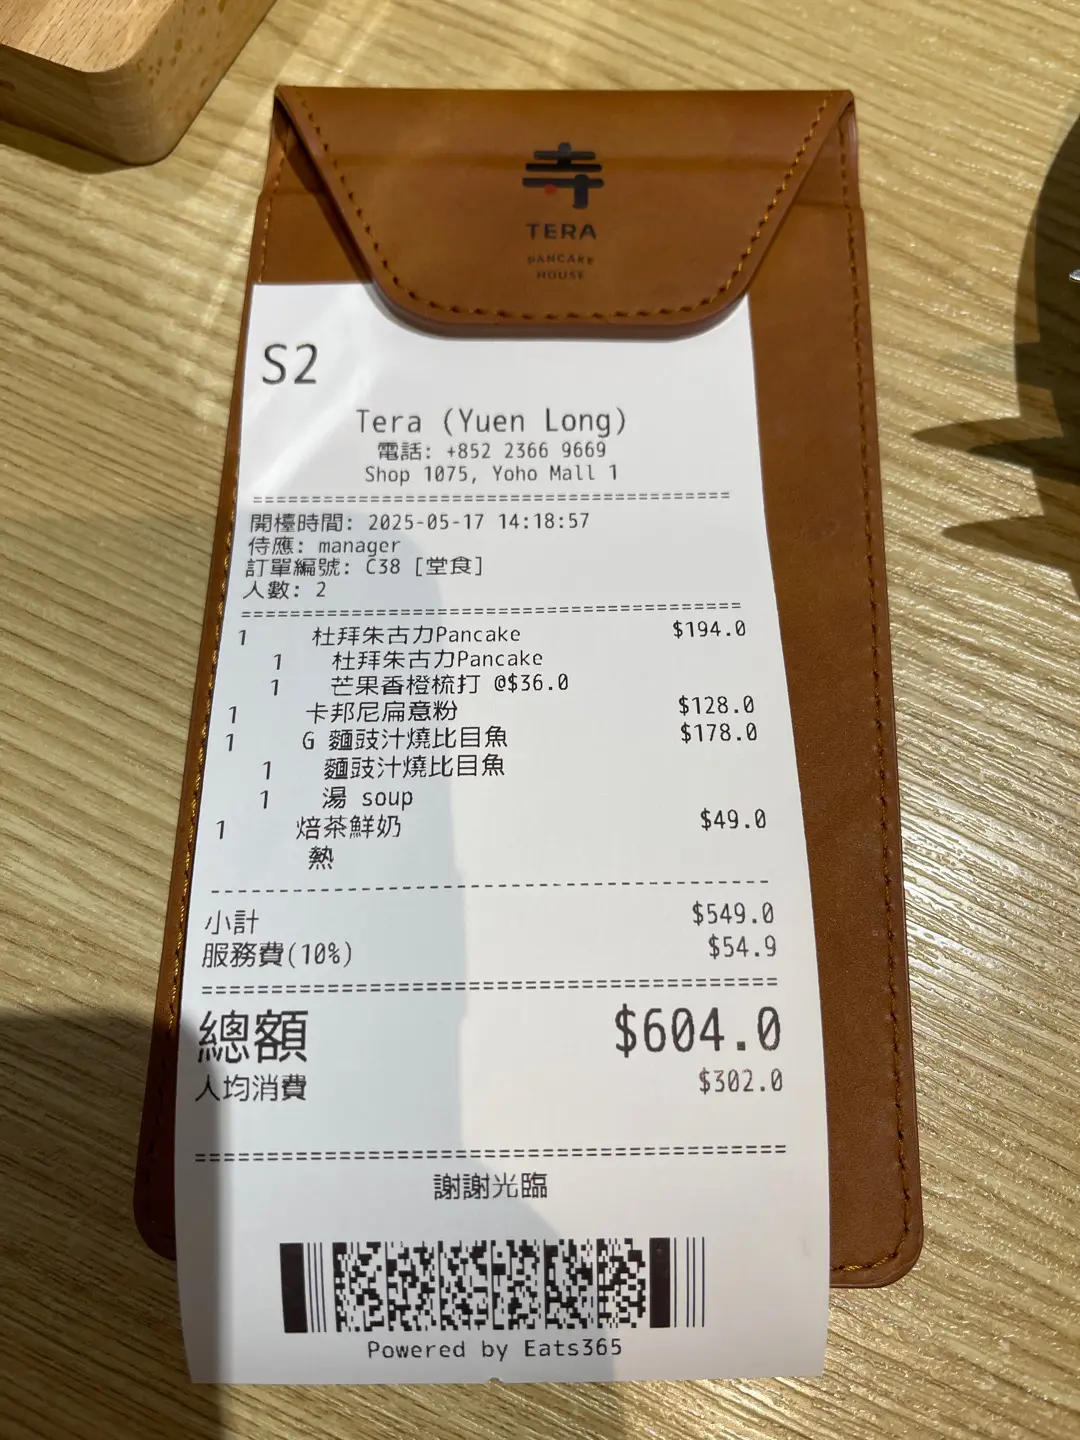 寺
TERA
PANCAKE
HOUSE
S2
Tera (Yuen Long)
電話: +852 2366 9669
Shop 1075, Yoho Mall 1
========================================
開檯時間: 2025-05-17 14:18:57
侍應: manager
訂單編號: C38 [堂食]
人數: 2
========================================
1 杜拜朱古力Pancake $194.0
1 杜拜朱古力Pancake
1 芒果香橙梳打 @$36.0
1 卡邦尼扁意粉 $128.0
1 G 麵豉汁燒比目魚 $178.0
1 麵豉汁燒比目魚
1 湯 soup
1 焙茶鮮奶 $49.0
熱
----------------------------------------
小計 $549.0
服務費(10%) $54.9
========================================
總額 $604.0
人均消費 $302.0
========================================
謝謝光臨
Powered by Eats365